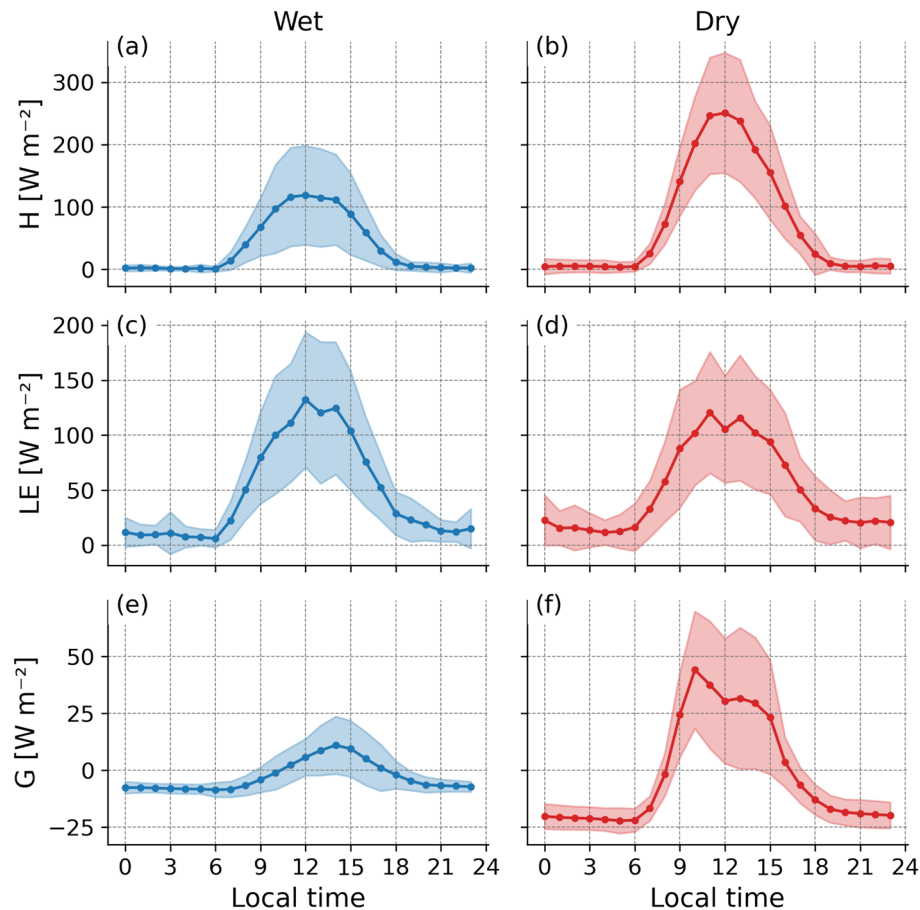 Wet
Dry
(a)
(b)
H [W m⁻²]
300
200
100
0
(c)
(d)
LE [W m⁻²]
200
150
100
50
0
(e)
(f)
G [W m⁻²]
50
25
0
−25
0 3 6 9 12 15 18 21 24
0 3 6 9 12 15 18 21 24
Local time
Local time